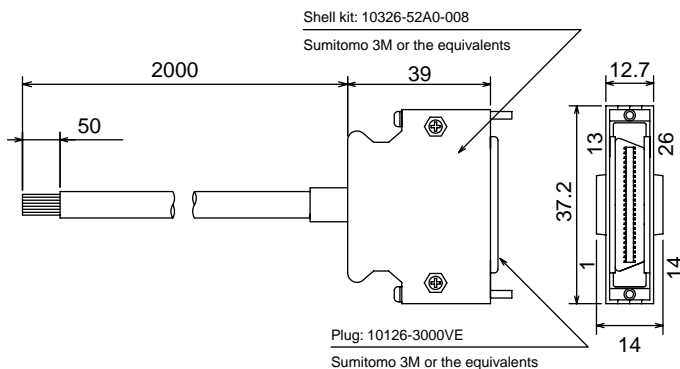 Shell kit: 10326-52A0-008
Sumitomo 3M or the equivalents
2000
39
12.7
50
13
26
37.2
1
14
14
Plug: 10126-3000VE
Sumitomo 3M or the equivalents